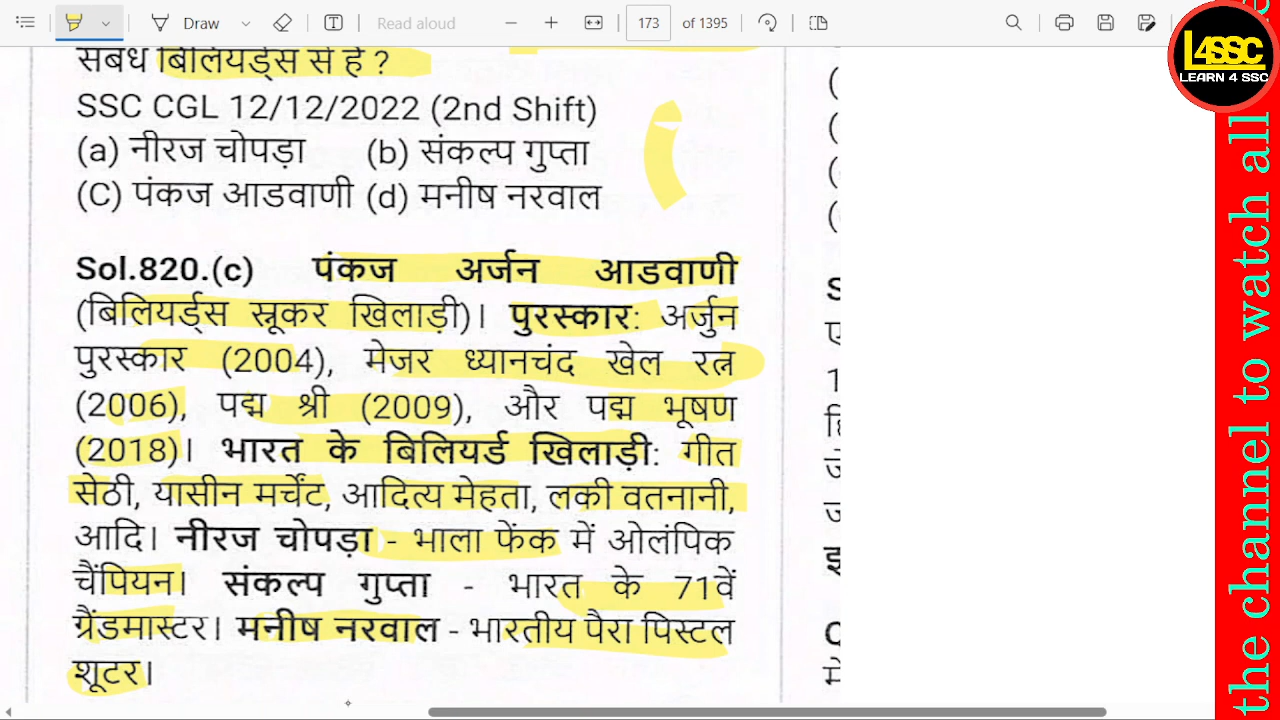 Draw
Read aloud
173 of 1395
L4SSC
LEARN 4 SSC
the channel to watch all
संबंध बिलियर्ड्स से है ?
SSC CGL 12/12/2022 (2nd Shift)
(a) नीरज चोपड़ा (b) संकल्प गुप्ता
(C) पंकज आडवाणी (d) मनीष नरवाल
Sol.820.(c) पंकज अर्जन आडवाणी
(बिलियर्ड्स स्नूकर खिलाड़ी)। पुरस्कार: अर्जुन
पुरस्कार (2004), मेजर ध्यानचंद खेल रत्न
(2006), पद्म श्री (2009), और पद्म भूषण
(2018)। भारत के बिलियर्ड खिलाड़ी: गीत
सेठी, यासीन मर्चेंट, आदित्य मेहता, लकी वतनानी,
आदि। नीरज चोपड़ा - भाला फेंक में ओलंपिक
चैंपियन। संकल्प गुप्ता - भारत के 71वें
ग्रैंडमास्टर। मनीष नरवाल - भारतीय पैरा पिस्टल
शूटर।